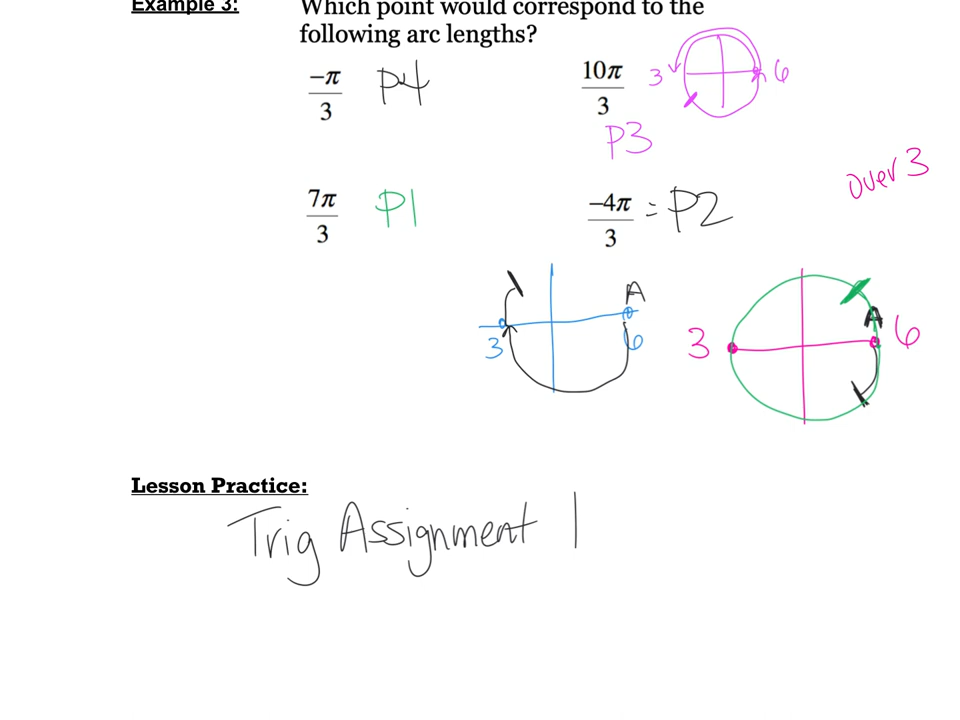 Example 3:
Which point would correspond to the
following arc lengths?
−π/3 P4
10π/3 3 6
P3
over 3
7π/3 P1
−4π/3 = P2
A
3 6
A
3 6
Lesson Practice:
Trig Assignment 1